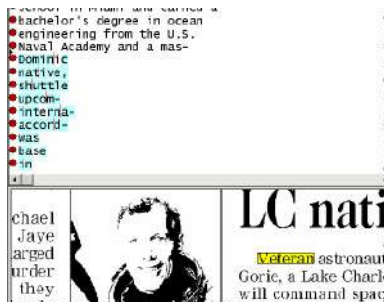 school in Miami and earned a
bachelor's degree in ocean
engineering from the U.S.
Naval Academy and a mas-
Dominic
native,
shuttle
upcom-
interna-
accord-
was
base
in
chael
Jaye
arged
urder
they
LC nati
Veteran astronaut
Gorie, a Lake Charl
will command spac